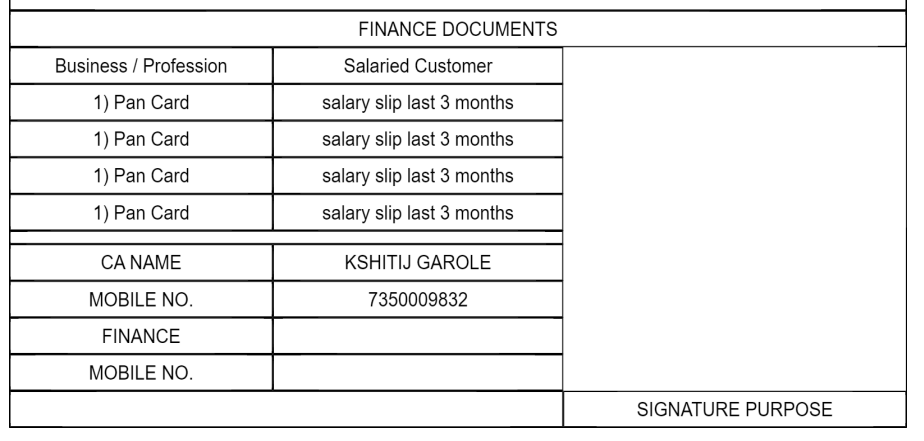 FINANCE DOCUMENTS
Business / Profession Salaried Customer
1) Pan Card salary slip last 3 months
1) Pan Card salary slip last 3 months
1) Pan Card salary slip last 3 months
1) Pan Card salary slip last 3 months
CA NAME KSHITIJ GAROLE
MOBILE NO. 7350009832
FINANCE
MOBILE NO.
SIGNATURE PURPOSE